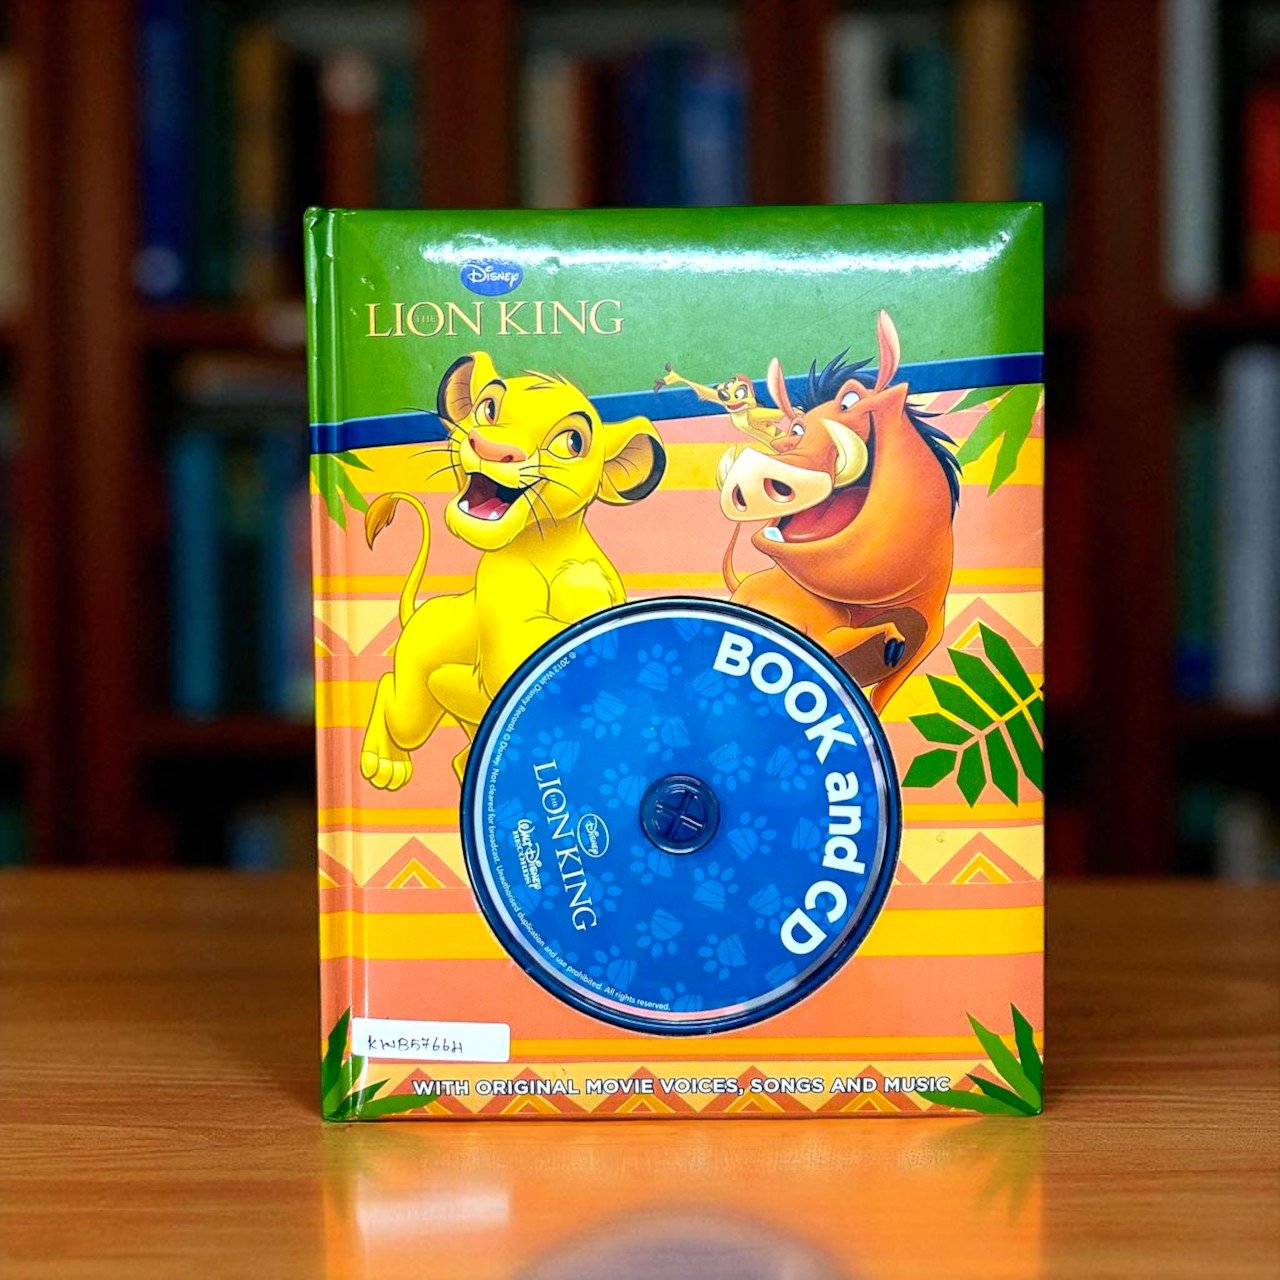 Disney
THE
LION KING
BOOK and CD
℗ 2012 Walt Disney Records © Disney. Not cleared for broadcast. Unauthorised duplication and use prohibited. All rights reserved.
Disney
THE
LION KING
WALT DISNEY
RECORDS
KWB5766H
WITH ORIGINAL MOVIE VOICES, SONGS AND MUSIC